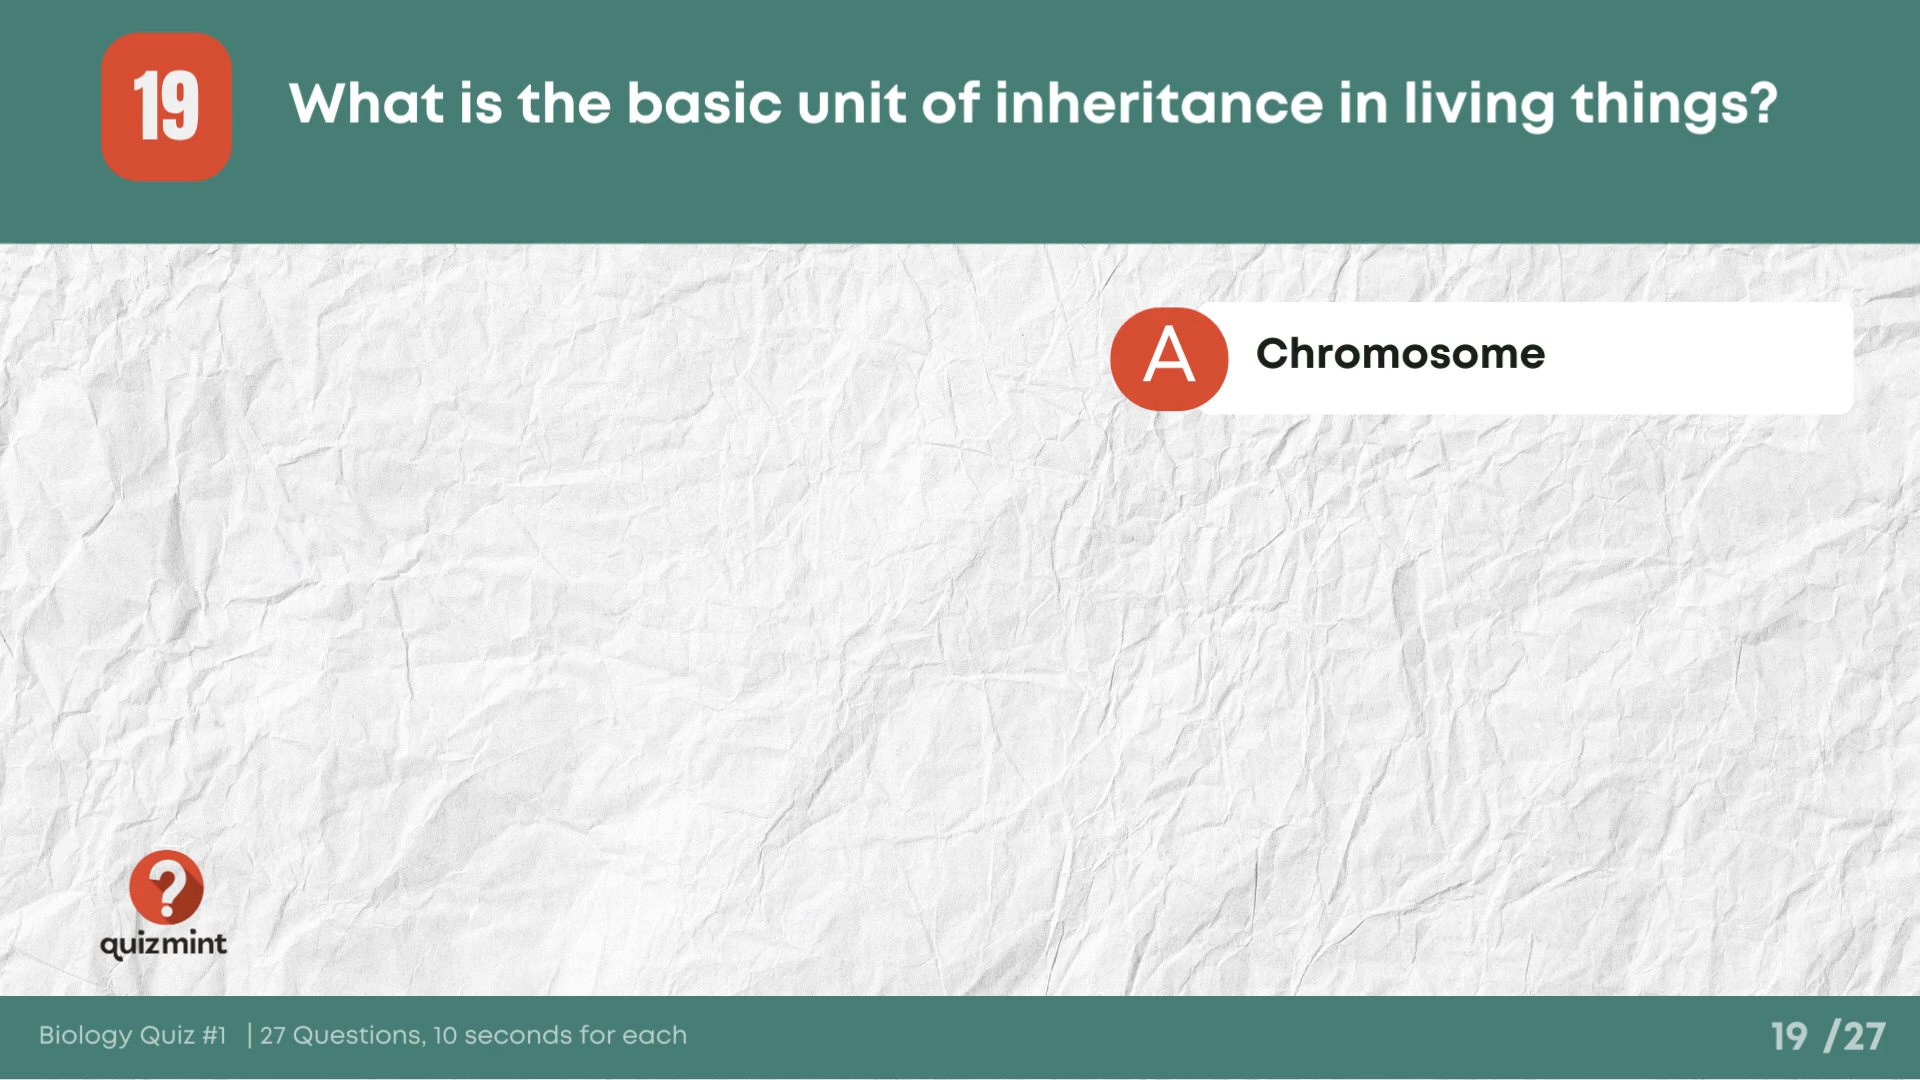 19
What is the basic unit of inheritance in living things?
A
Chromosome
?
quizmint
Biology Quiz #1 | 27 Questions, 10 seconds for each
19 /27